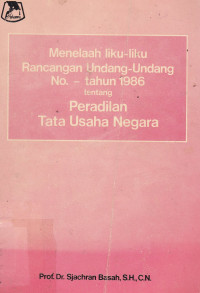 Menelaah liku-liku
Rancangan Undang-Undang
No. - tahun 1986
tentang
Peradilan
Tata Usaha Negara
Prof. Dr. Sjachran Basah, S.H., C.N.